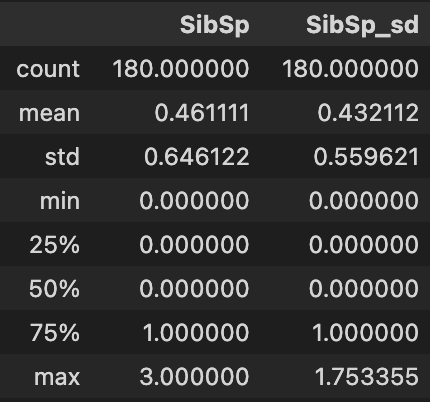 SibSp SibSp_sd
count 180.000000 180.000000
mean 0.461111 0.432112
std 0.646122 0.559621
min 0.000000 0.000000
25% 0.000000 0.000000
50% 0.000000 0.000000
75% 1.000000 1.000000
max 3.000000 1.753355